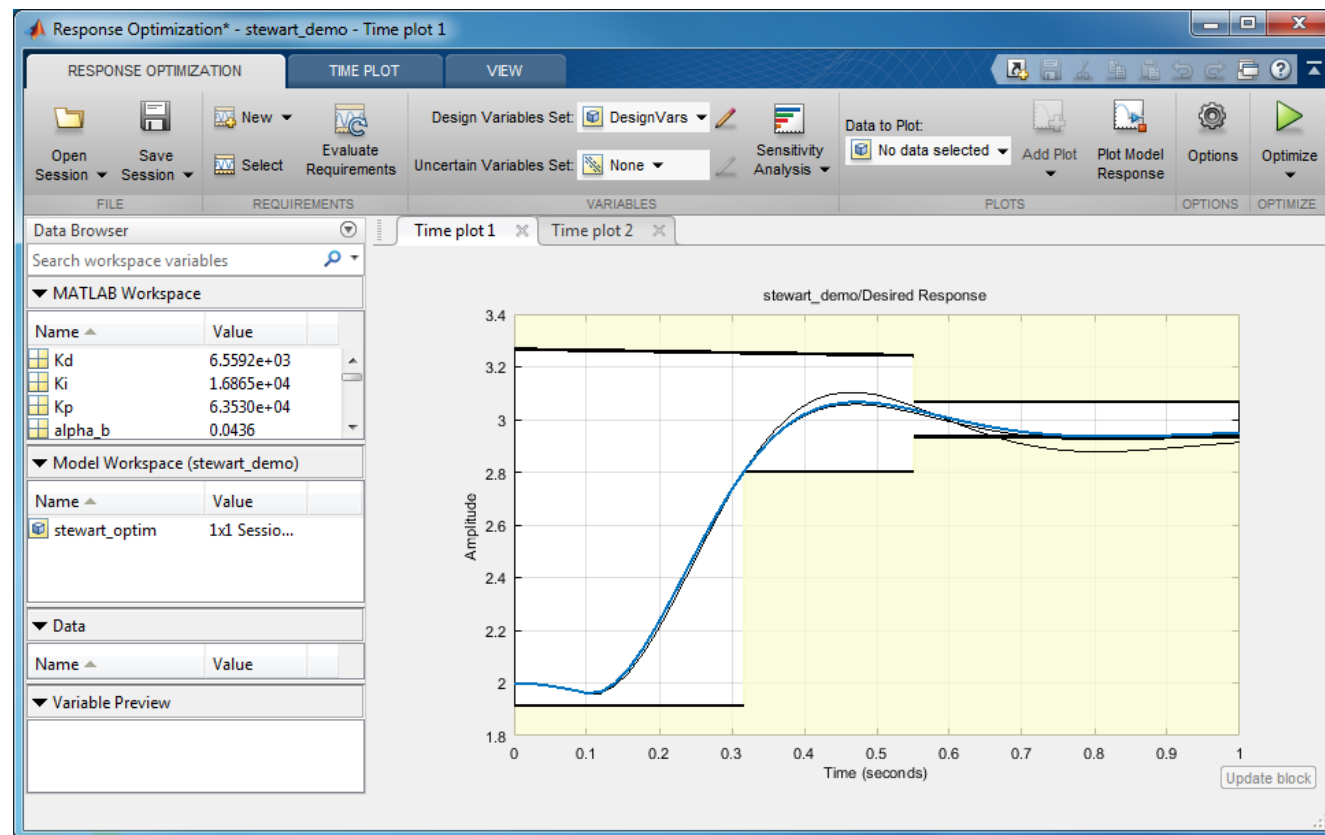 Response Optimization* - stewart_demo - Time plot 1
RESPONSE OPTIMIZATION
TIME PLOT
VIEW
Open Session
Save Session
New
Select
Evaluate Requirements
Design Variables Set:
DesignVars
Uncertain Variables Set:
None
Sensitivity Analysis
Data to Plot:
No data selected
Add Plot
Plot Model Response
Options
Optimize
FILE
REQUIREMENTS
VARIABLES
PLOTS
OPTIONS
OPTIMIZE
Data Browser
Search workspace variables
MATLAB Workspace
Name Value
Kd 6.5592e+03
Ki 1.6865e+04
Kp 6.3530e+04
alpha_b 0.0436
Model Workspace (stewart_demo)
Name Value
stewart_optim 1x1 Sessio...
Data
Name Value
Variable Preview
Time plot 1
Time plot 2
stewart_demo/Desired Response
3.4
3.2
3
2.8
2.6
2.4
2.2
2
1.8
Amplitude
0 0.1 0.2 0.3 0.4 0.5 0.6 0.7 0.8 0.9 1
Time (seconds)
Update block